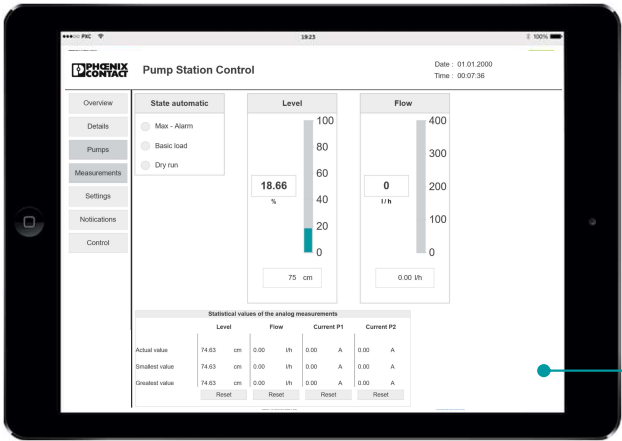 PXC 19:23 100%
PHŒNIX
CONTACT
Pump Station Control
Date : 01.01.2000
Time : 00:07:36
Overview
Details
Pumps
Measurements
Settings
Notiications
Control
State automatic
Max - Alarm
Basic load
Dry run
Level
100
80
60
40
20
0
18.66
%
75 cm
Flow
400
300
200
100
0
0
l / h
0.00 l/h
Statistical values of the analog measurements
Level Flow Current P1 Current P2
Actual value 74.63 cm 0.00 l/h 0.00 A 0.00 A
Smallest value 74.63 cm 0.00 l/h 0.00 A 0.00 A
Greatest value 74.63 cm 0.00 l/h 0.00 A 0.00 A
Reset Reset Reset Reset